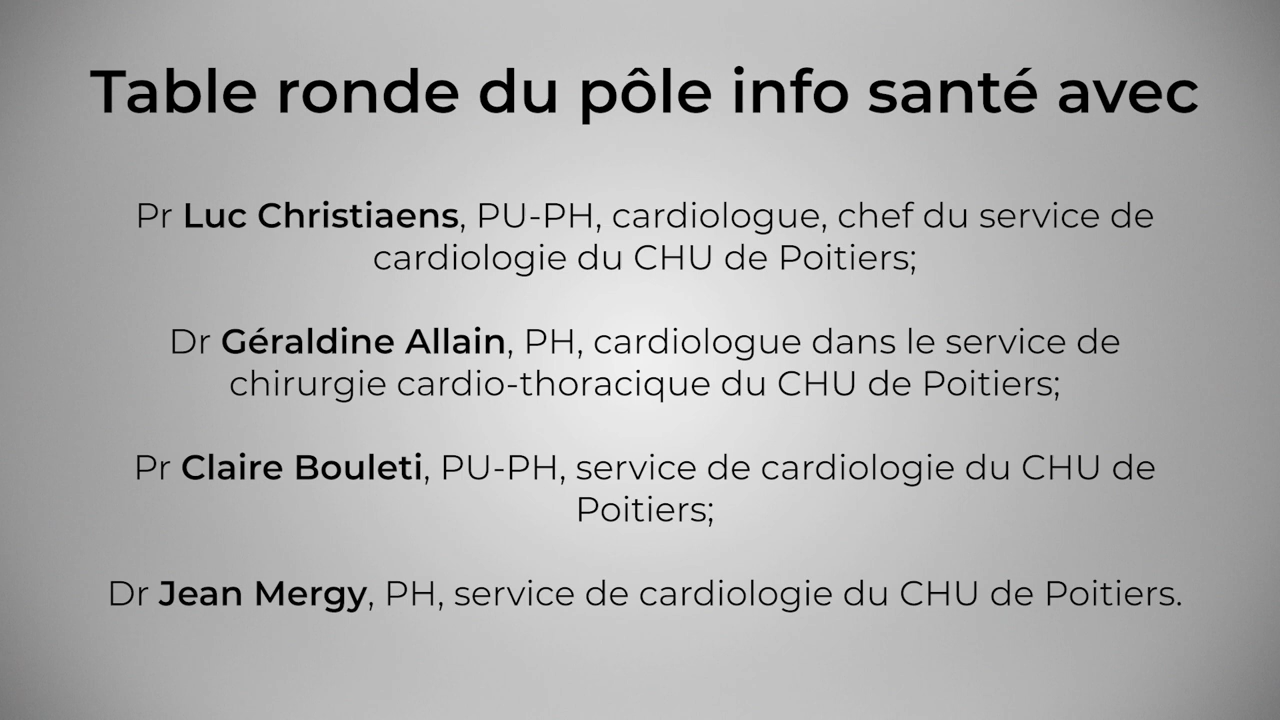 Table ronde du pôle info santé avec
Pr Luc Christiaens, PU-PH, cardiologue, chef du service de
cardiologie du CHU de Poitiers;
Dr Géraldine Allain, PH, cardiologue dans le service de
chirurgie cardio-thoracique du CHU de Poitiers;
Pr Claire Bouleti, PU-PH, service de cardiologie du CHU de
Poitiers;
Dr Jean Mergy, PH, service de cardiologie du CHU de Poitiers.